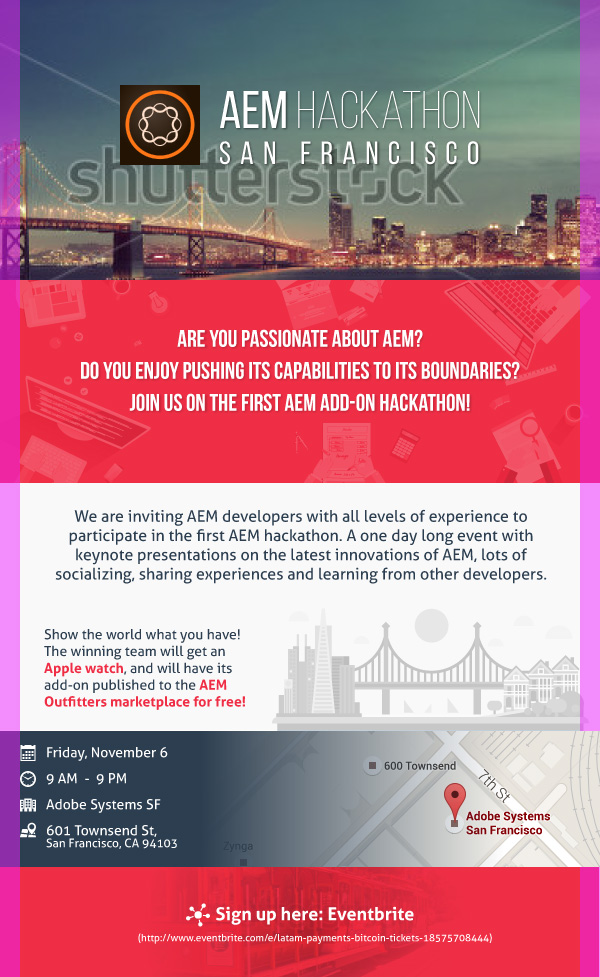 AEM HACKATHON
SAN FRANCISCO
shutterstock
ARE YOU PASSIONATE ABOUT AEM?
DO YOU ENJOY PUSHING ITS CAPABILITIES TO ITS BOUNDARIES?
JOIN US ON THE FIRST AEM ADD-ON HACKATHON!
We are inviting AEM developers with all levels of experience to
participate in the first AEM hackathon. A one day long event with
keynote presentations on the latest innovations of AEM, lots of
socializing, sharing experiences and learning from other developers.
Show the world what you have!
The winning team will get an
Apple watch, and will have its
add-on published to the AEM
Outfitters marketplace for free!
Friday, November 6
9 AM - 9 PM
Adobe Systems SF
601 Townsend St,
San Francisco, CA 94103
600 Townsend
7th St
Adobe Systems
San Francisco
Zynga
Sign up here: Eventbrite
(http://www.eventbrite.com/e/latam-payments-bitcoin-tickets-18575708444)